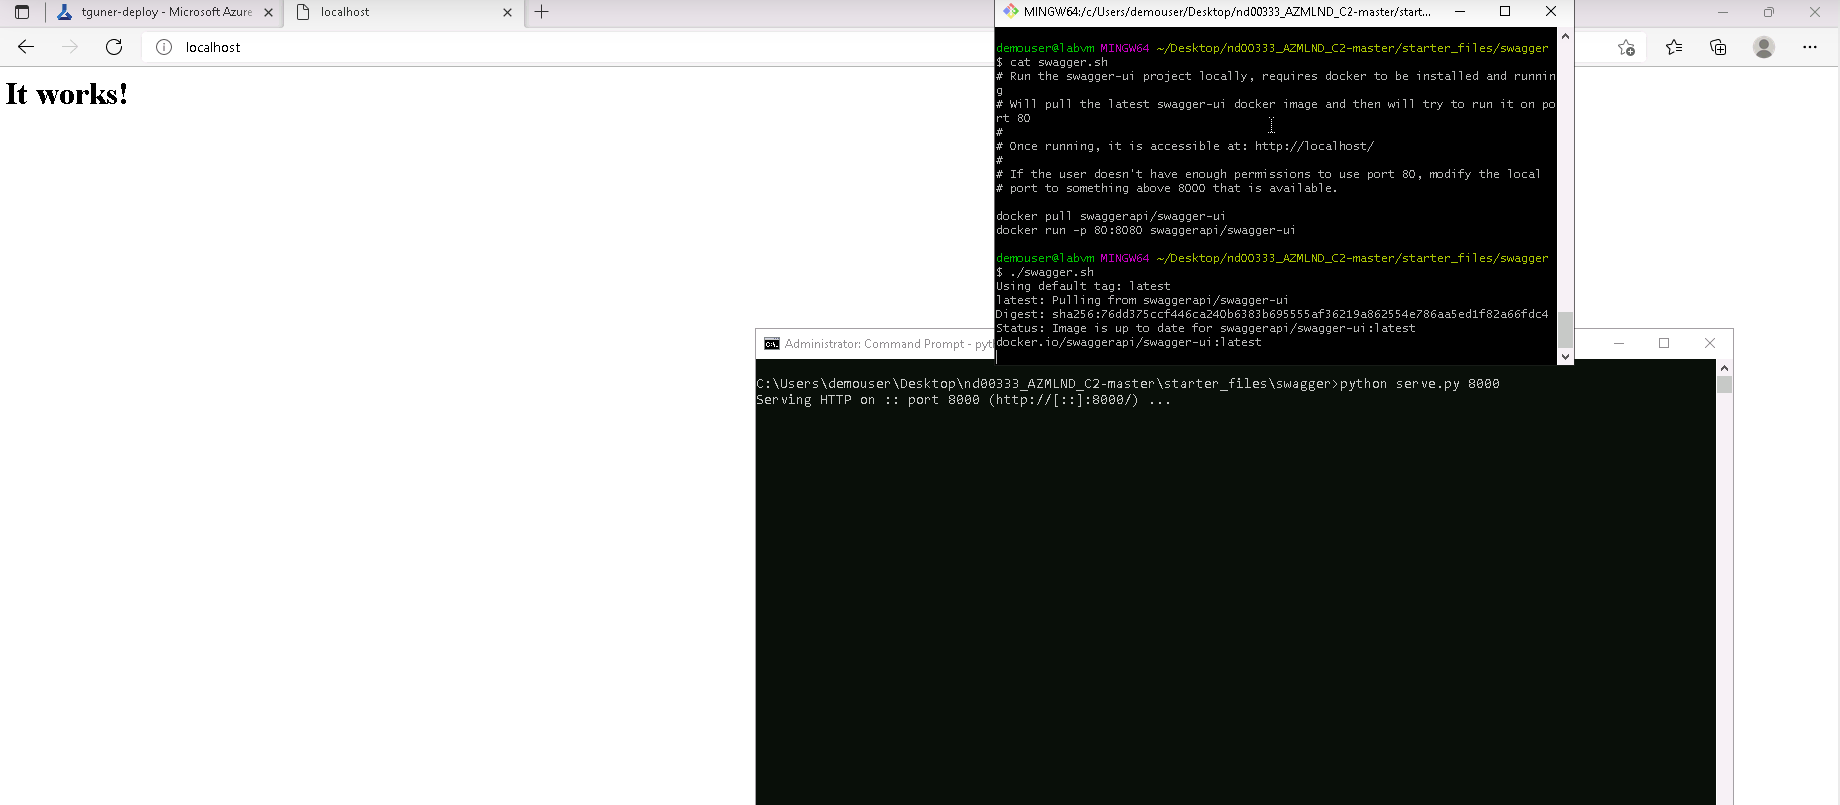 tguner-deploy - Microsoft Azure
localhost
localhost
It works!
MINGW64:/c/Users/demouser/Desktop/nd00333_AZMLND_C2-master/start...
demouser@labvm MINGW64 ~/Desktop/nd00333_AZMLND_C2-master/starter_files/swagger
$ cat swagger.sh
# Run the swagger-ui project locally, requires docker to be installed and runnin
g
# Will pull the latest swagger-ui docker image and then will try to run it on po
rt 80
#
# Once running, it is accessible at: http://localhost/
#
# If the user doesn't have enough permissions to use port 80, modify the local
# port to something above 8000 that is available.
docker pull swaggerapi/swagger-ui
docker run -p 80:8080 swaggerapi/swagger-ui
demouser@labvm MINGW64 ~/Desktop/nd00333_AZMLND_C2-master/starter_files/swagger
$ ./swagger.sh
Using default tag: latest
latest: Pulling from swaggerapi/swagger-ui
Digest: sha256:76dd375ccf446ca240b6383b695555af36219a862554e786aa5ed1f82a66fdc4
Status: Image is up to date for swaggerapi/swagger-ui:latest
docker.io/swaggerapi/swagger-ui:latest
Administrator: Command Prompt - pyt
C:\Users\demouser\Desktop\nd00333_AZMLND_C2-master\starter_files\swagger>python serve.py 8000
Serving HTTP on :: port 8000 (http://[::]:8000/) ...